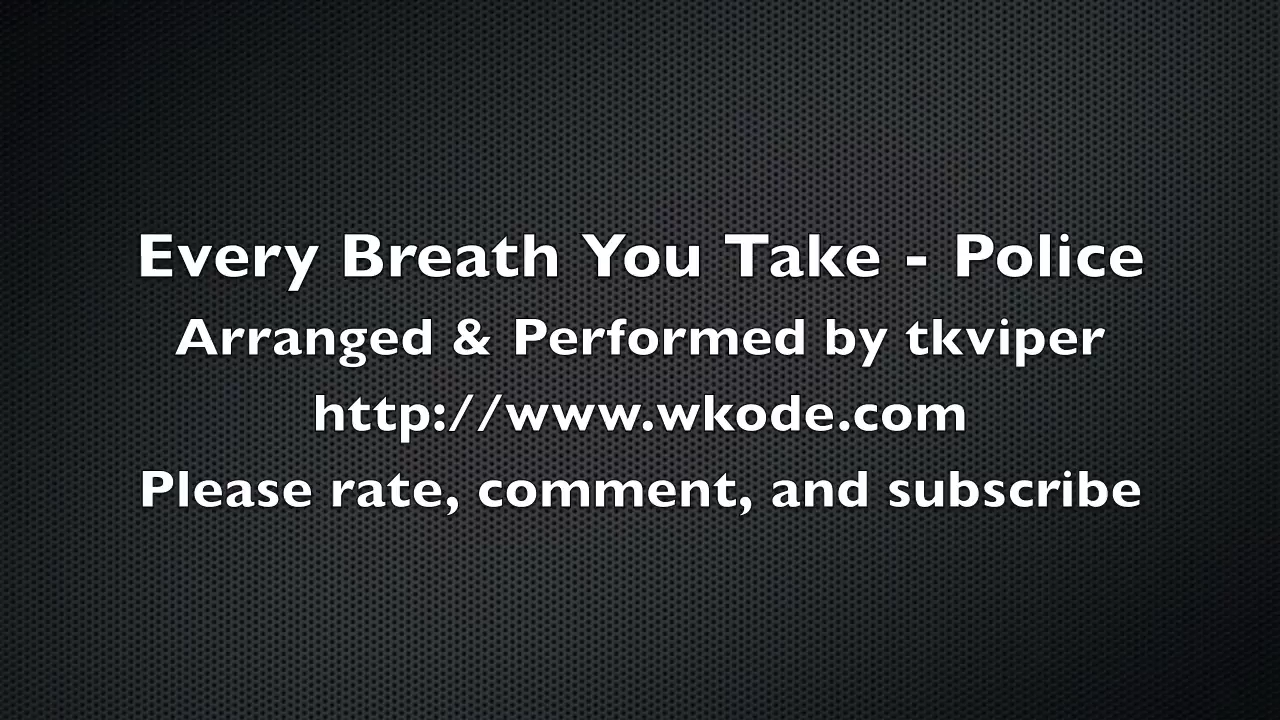 Every Breath You Take - Police
Arranged & Performed by tkviper
http://www.wkode.com
Please rate, comment, and subscribe